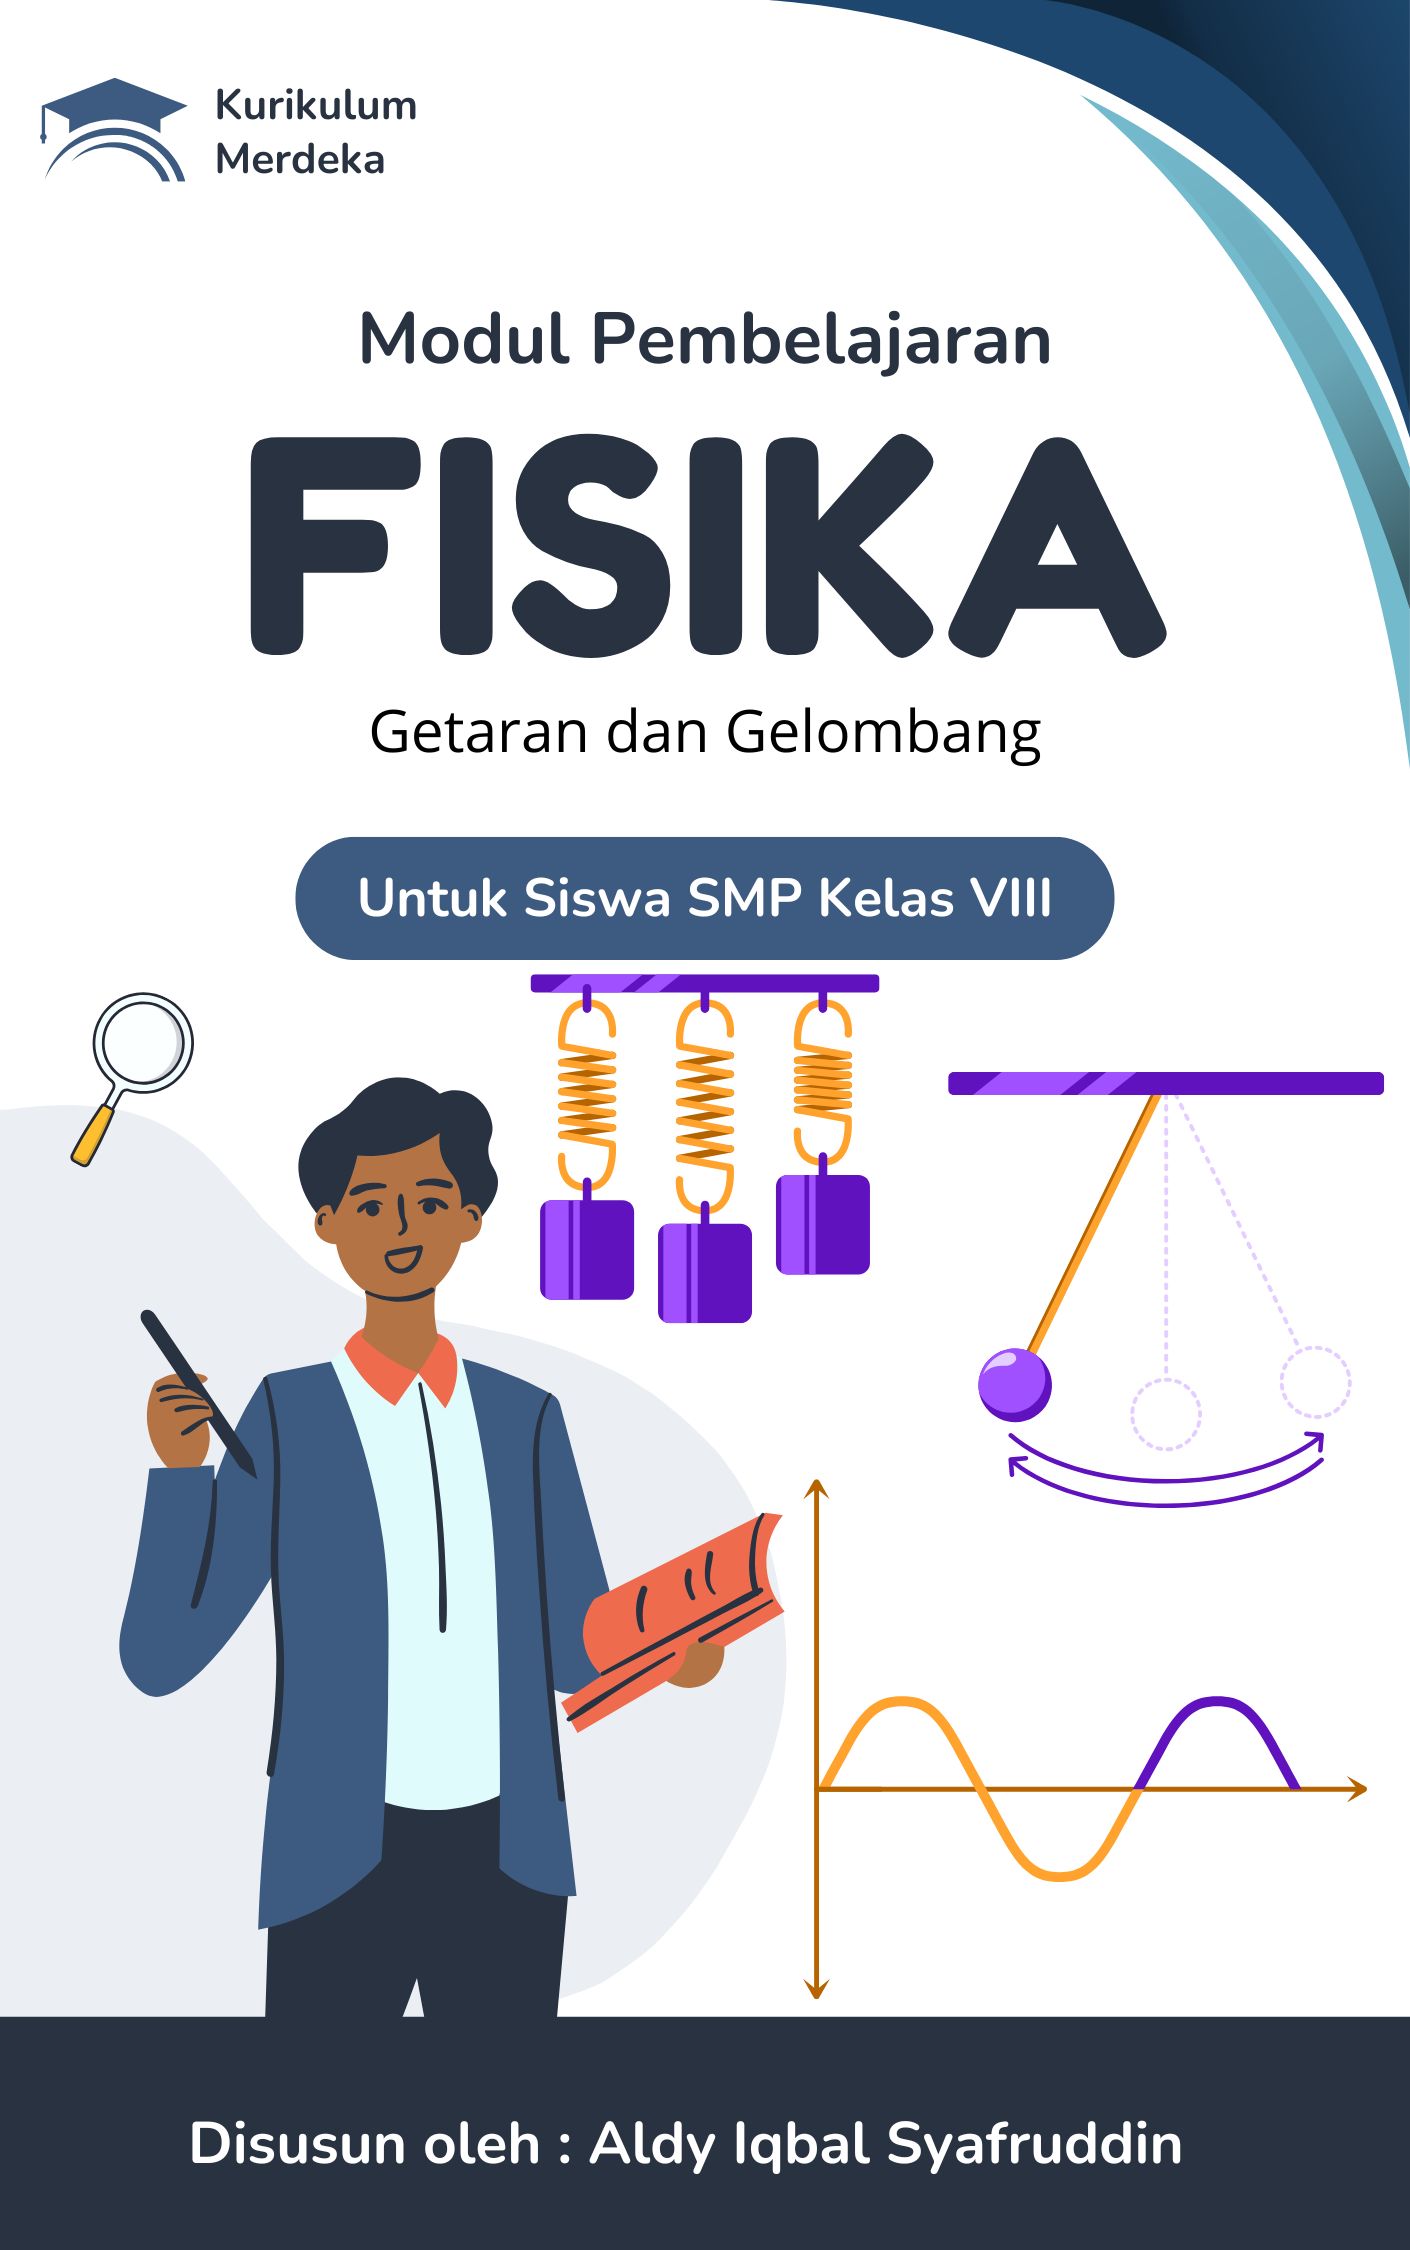 Kurikulum
Merdeka
Modul Pembelajaran
FISIKA
Getaran dan Gelombang
Untuk Siswa SMP Kelas VIII
Disusun oleh : Aldy Iqbal Syafruddin